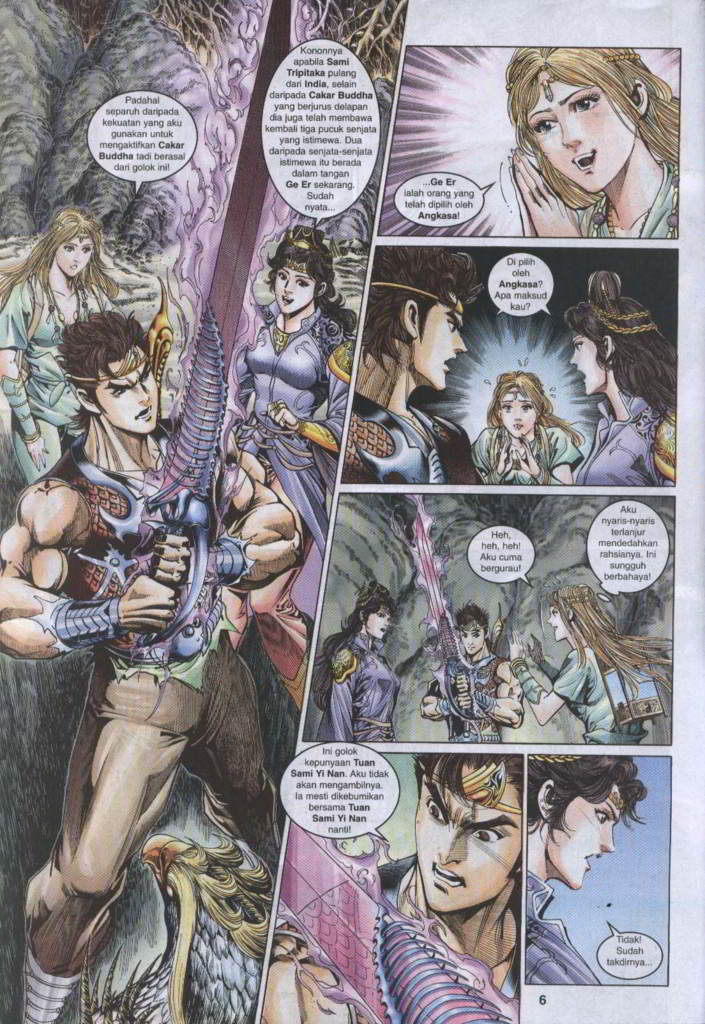 Padahal
separuh daripada
kekuatan yang aku
gunakan untuk
mengaktifkan Cakar
Buddha tadi berasal
dari golok ini!
Kononnya
apabila Sami
Tripitaka pulang
dari India, selain
daripada Cakar Buddha
yang berjurus delapan
dia juga telah membawa
kembali tiga pucuk senjata
yang istimewa. Dua
daripada senjata-senjata
istimewa itu berada
dalam tangan
Ge Er sekarang.
Sudah
nyata...
...Ge Er
ialah orang yang
telah dipilih oleh
Angkasa!
Di pilih
oleh
Angkasa?
Apa maksud
kau?
Heh,
heh, heh!
Aku cuma
bergurau!
Aku
nyaris-nyaris
terlanjur
mendedahkan
rahsianya. Ini
sungguh
berbahaya!
Ini golok
kepunyaan Tuan
Sami Yi Nan. Aku tidak
akan mengambilnya.
Ia mesti dikebumikan
bersama Tuan
Sami Yi Nan
nanti!
Tidak!
Sudah
takdirnya...
6